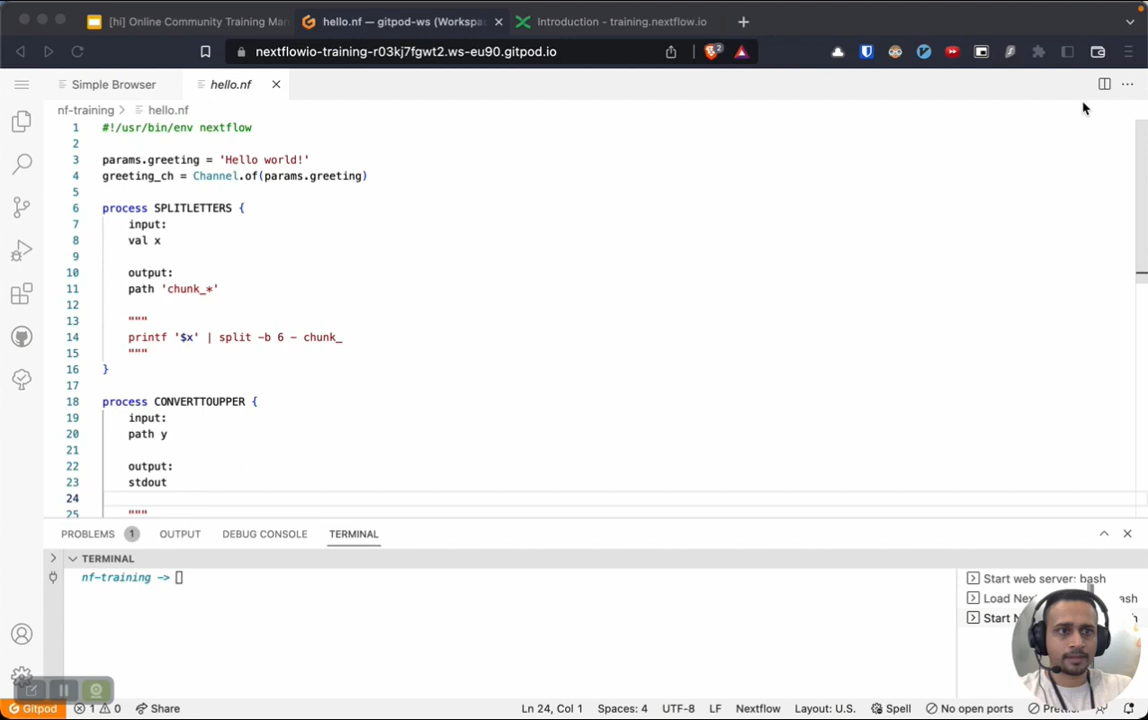 [hi] Online Community Training Mar
hello.nf — gitpod-ws (Workspa
Introduction - training.nextflow.io
nextflowio-training-r03kj7fgwt2.ws-eu90.gitpod.io
2
Simple Browser
hello.nf
nf-training > hello.nf
1 #!/usr/bin/env nextflow
2
3 params.greeting = 'Hello world!'
4 greeting_ch = Channel.of(params.greeting)
5
6 process SPLITLETTERS {
7 input:
8 val x
9
10 output:
11 path 'chunk_*'
12
13 """
14 printf '$x' | split -b 6 - chunk_
15 """
16 }
17
18 process CONVERTTOUPPER {
19 input:
20 path y
21
22 output:
23 stdout
24
25 """
PROBLEMS 1 OUTPUT DEBUG CONSOLE TERMINAL
TERMINAL
nf-training ->
Start web server: bash
Load Nex ash
Start N
Gitpod 1 0 Share Ln 24, Col 1 Spaces: 4 UTF-8 LF Nextflow Layout: U.S. Spell No open ports